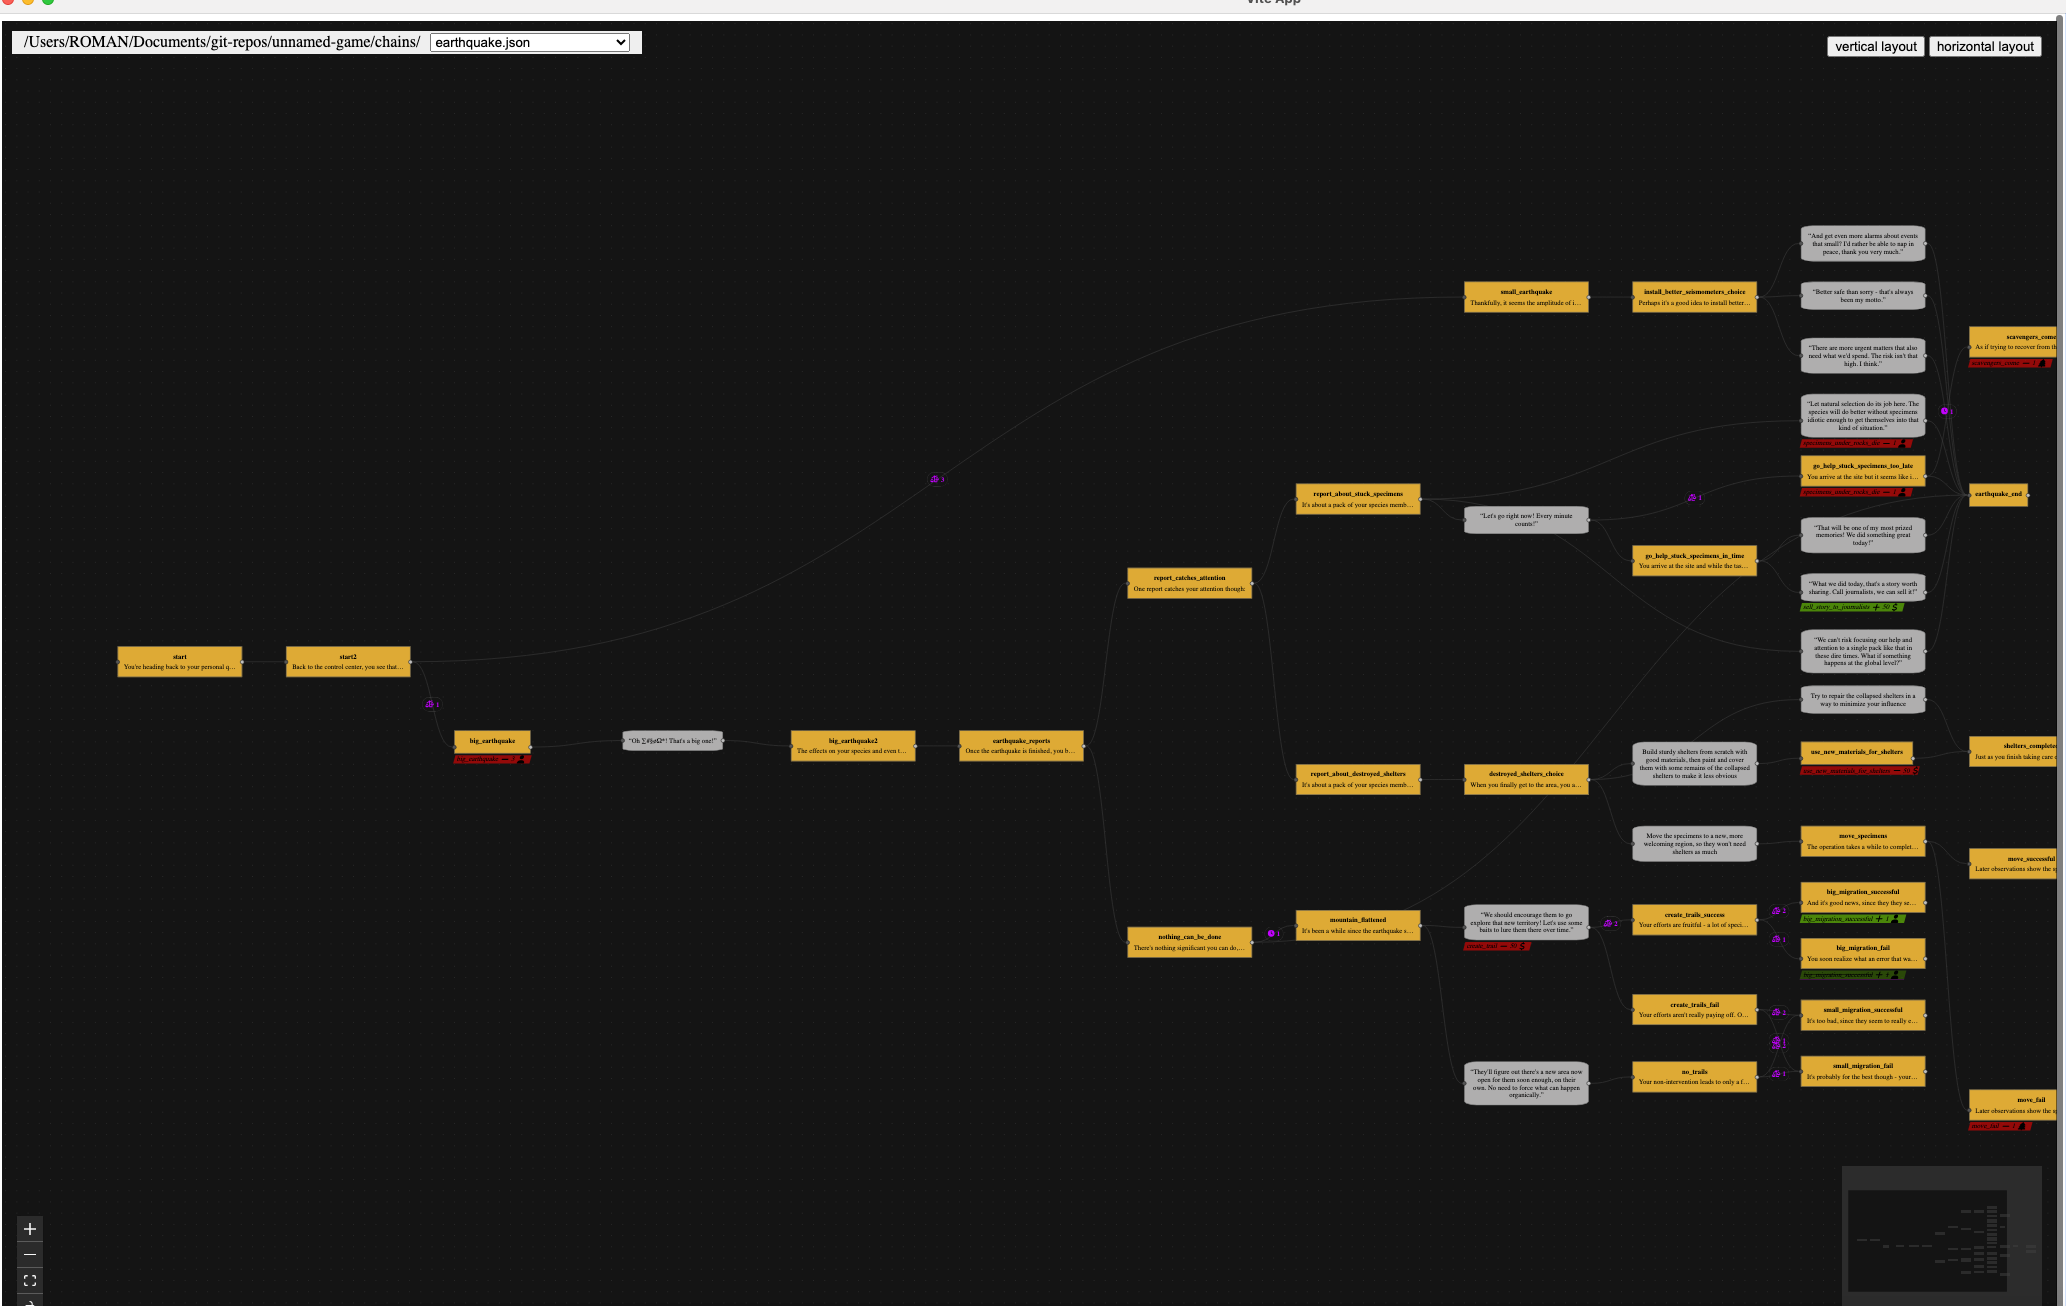 Vite App
/Users/ROMAN/Documents/git-repos/unnamed-game/chains/
earthquake.json
vertical layout
horizontal layout
"And get even more alarms about events
that small? I'd rather be able to nap in
peace, thank you very much."
small_earthquake
Thankfully, it seems the amplitude of i...
install_better_seismometers_choice
Perhaps it's a good idea to install better...
"Better safe than sorry - that's always
been my motto."
scavengers_come
As if trying to recover from th
scavengers_come — 1
"There are more urgent matters that also
need what we'd spend. The risk isn't that
high. I think."
"Let natural selection do its job here. The
species will do better without specimens
idiotic enough to get themselves into that
kind of situation."
specimens_under_rocks_die — 1
3
go_help_stuck_specimens_too_late
You arrive at the site but it seems like i...
specimens_under_rocks_die — 1
report_about_stuck_specimens
It's about a pack of your species memb...
1
earthquake_end
"Let's go right now! Every minute
counts!"
"That will be one of my most prized
memories! We did something great
today!"
go_help_stuck_specimens_in_time
You arrive at the site and while the tas...
report_catches_attention
One report catches your attention though:
"What we did today, that's a story worth
sharing. Call journalists, we can sell it!"
sell_story_to_journalists + 50 $
"We can't risk focusing our help and
attention to a single pack like that in
these dire times. What if something
happens at the global level?"
start
You're heading back to your personal q...
start2
Back to the control center, you see that...
1
Try to repair the collapsed shelters in a
way to minimize your influence
big_earthquake
big_earthquake — 3
"Oh ∑#§øΩ*! That's a big one!"
big_earthquake2
The effects on your species and even t...
earthquake_reports
Once the earthquake is finished, you b...
Build sturdy shelters from scratch with
good materials, then paint and cover
them with some remains of the collapsed
shelters to make it less obvious
use_new_materials_for_shelters
use_new_materials_for_shelters — 50 $
shelters_complete
Just as you finish taking care
report_about_destroyed_shelters
It's about a pack of your species memb...
destroyed_shelters_choice
When you finally get to the area, you a...
Move the specimens to a new, more
welcoming region, so they won't need
shelters as much
move_specimens
The operation takes a while to complet...
move_successful
Later observations show the s
big_migration_successful
And it's good news, since they they se...
big_migration_successful + 1
nothing_can_be_done
There's nothing significant you can do,...
mountain_flattened
It's been a while since the earthquake s...
"We should encourage them to go
explore that new territory! Let's use some
baits to lure them there over time."
create_trail — 50 $
2
create_trails_success
Your efforts are fruitful - a lot of speci...
2
1
big_migration_fail
You soon realize what an error that wa...
big_migration_successful + 1
create_trails_fail
Your efforts aren't really paying off. O...
2
small_migration_successful
It's too bad, since they seem to really e...
"They'll figure out there's a new area now
open for them soon enough, on their
own. No need to force what can happen
organically."
no_trails
Your non-intervention leads to only a f...
1
small_migration_fail
It's probably for the best though - your...
move_fail
Later observations show the s
move_fail — 1